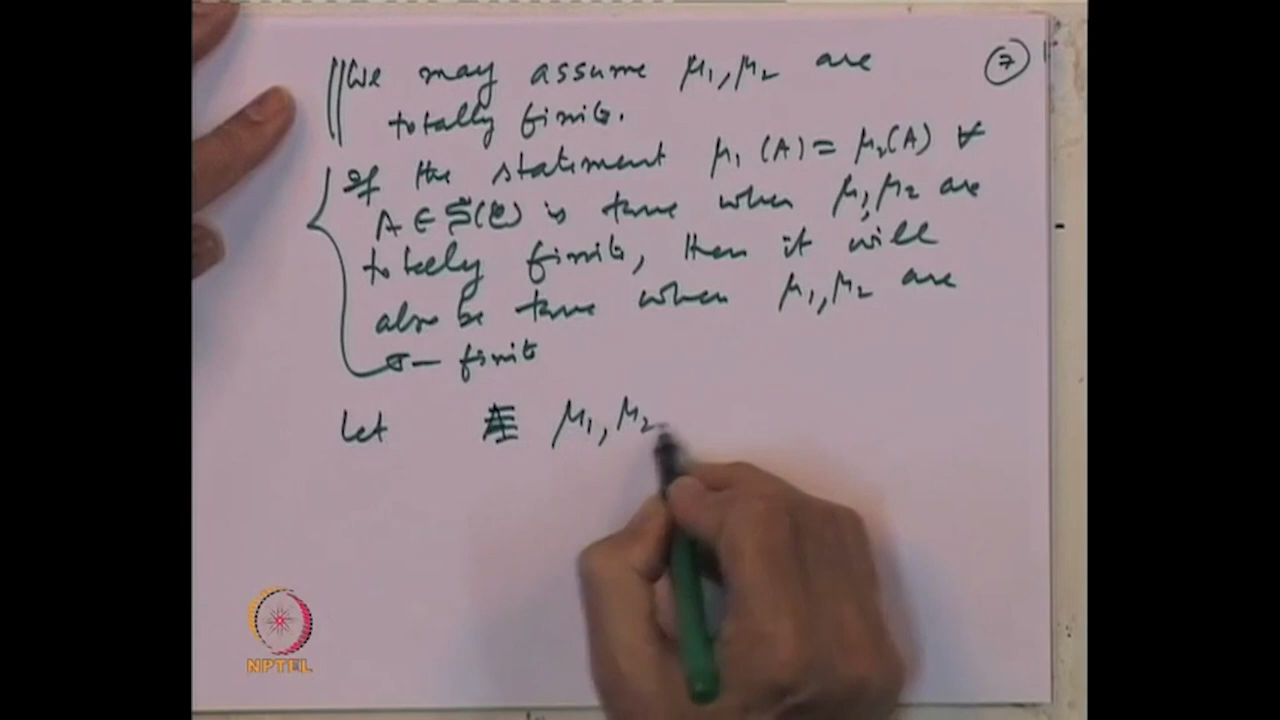 We may assume μ₁, μ₂ are
⑦
totally finite.
If the statement μ₁(A) = μ₂(A) ∀
A ∈ S(C) is true when μ₁, μ₂ are
totally finite, then it will
also be true when μ₁, μ₂ are
σ– finite
Let μ₁, μ₂
NPTEL